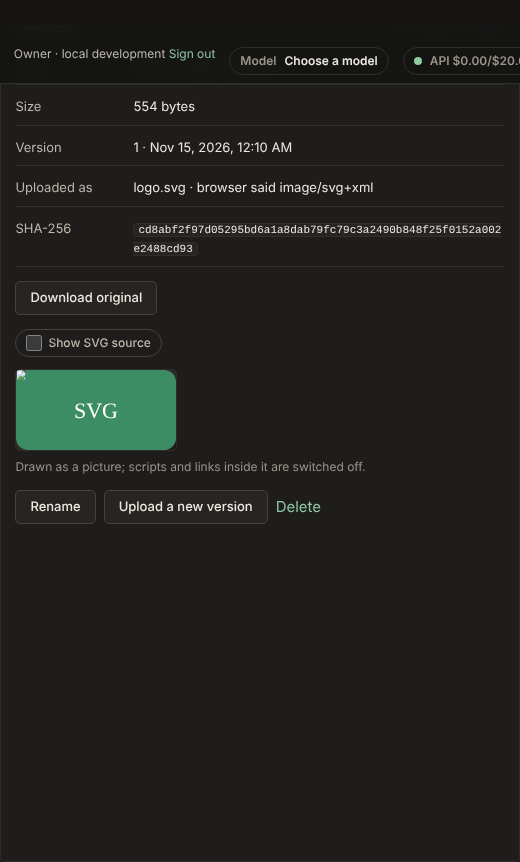 Owner · local development Sign out
Model Choose a model
API $0.00/$20.0
Size 554 bytes
Version 1 · Nov 15, 2026, 12:10 AM
Uploaded as logo.svg · browser said image/svg+xml
SHA-256 cd8abf2f97d05295bd6a1a8dab79fc79c3a2490b848f25f0152a002
e2488cd93
Download original
Show SVG source
SVG
Drawn as a picture; scripts and links inside it are switched off.
Rename Upload a new version Delete